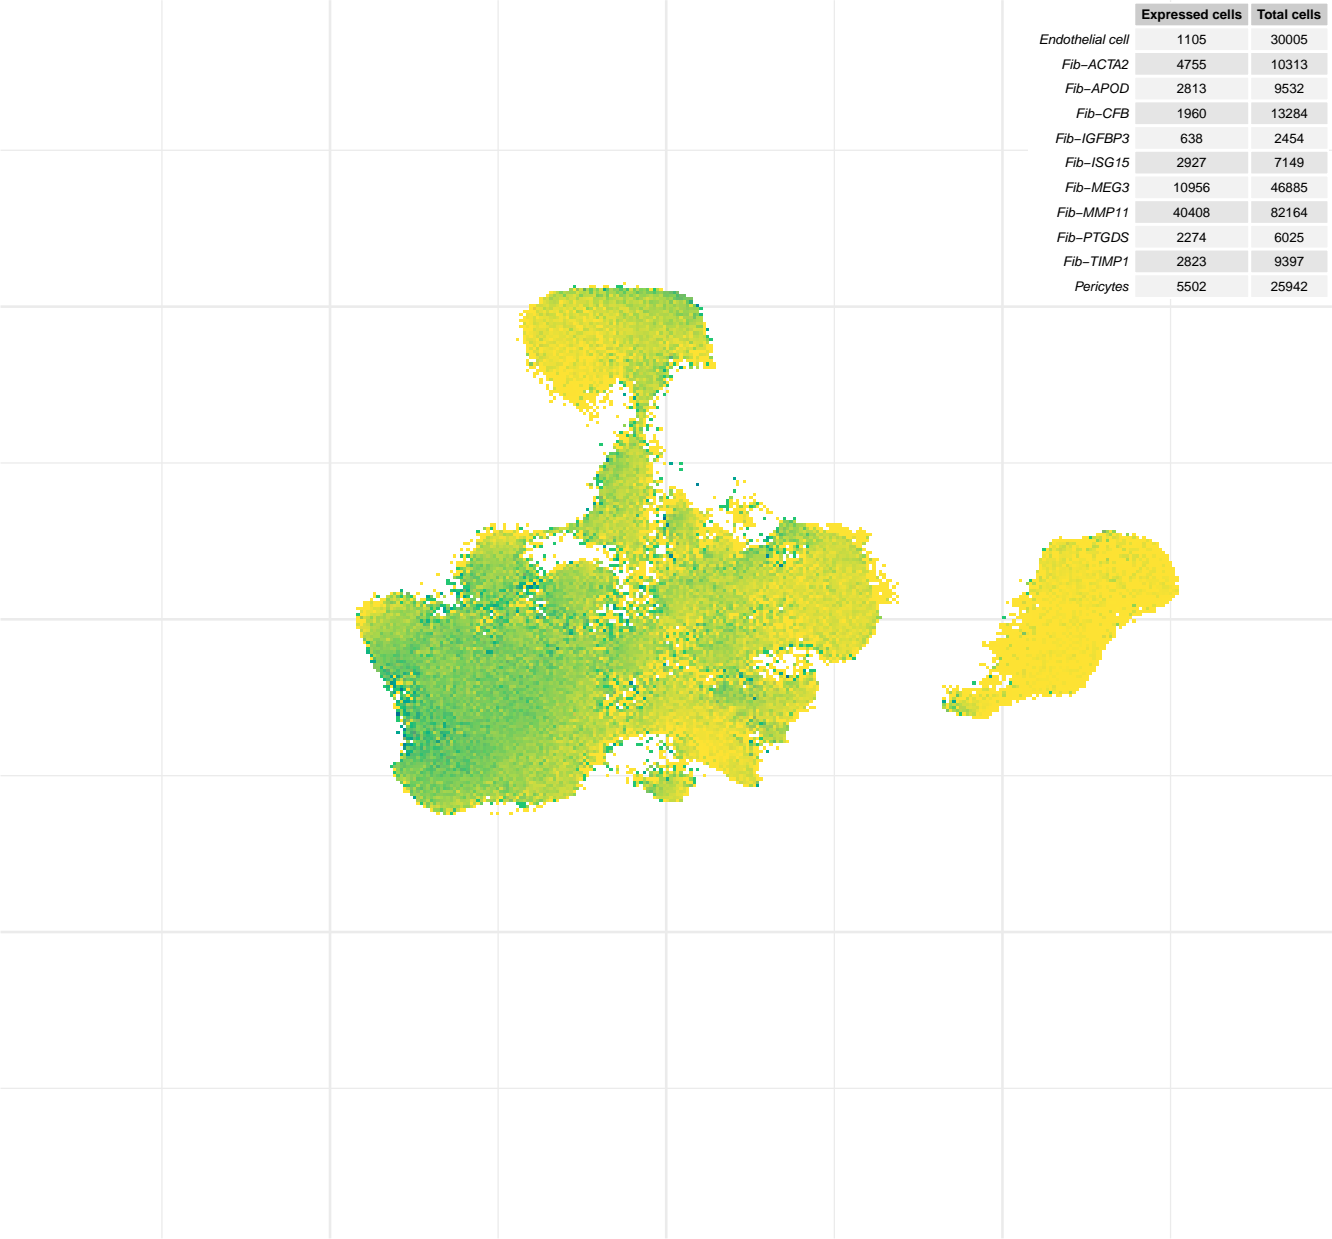 Expressed cells Total cells
Endothelial cell 1105 30005
Fib−ACTA2 4755 10313
Fib−APOD 2813 9532
Fib−CFB 1960 13284
Fib−IGFBP3 638 2454
Fib−ISG15 2927 7149
Fib−MEG3 10956 46885
Fib−MMP11 40408 82164
Fib−PTGDS 2274 6025
Fib−TIMP1 2823 9397
Pericytes 5502 25942